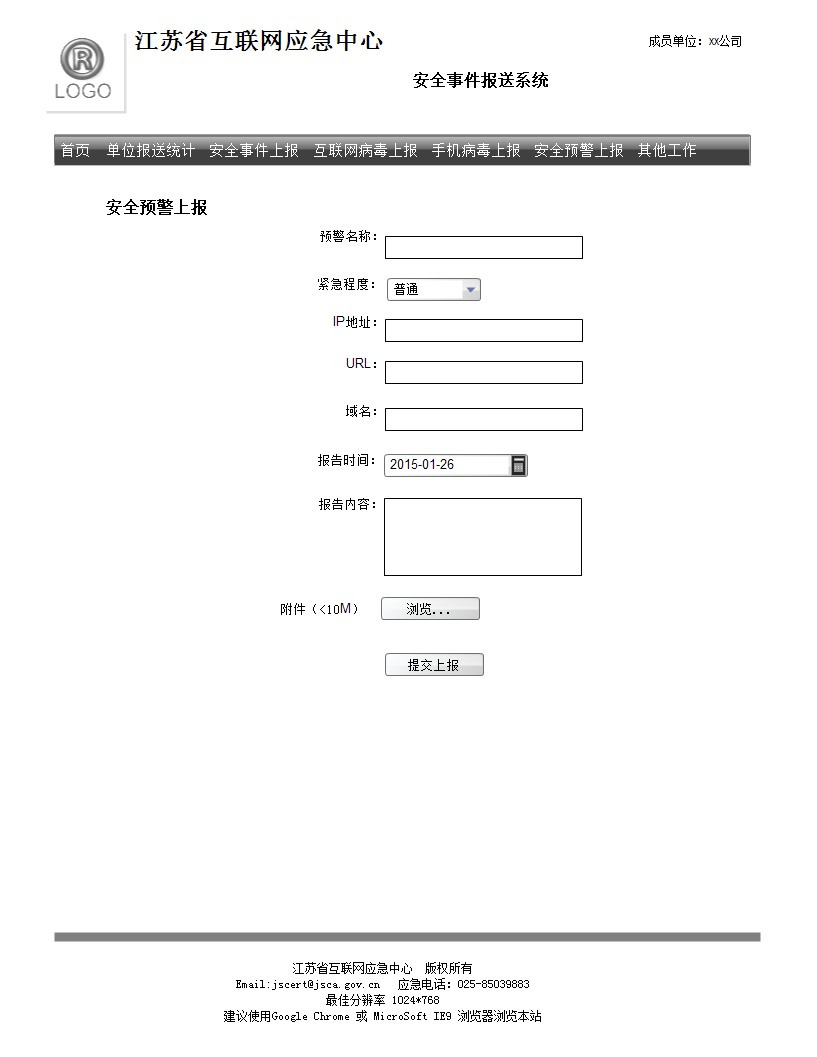 ®
LOGO
江苏省互联网应急中心
成员单位：xx公司
安全事件报送系统
首页 单位报送统计 安全事件上报 互联网病毒上报 手机病毒上报 安全预警上报 其他工作
安全预警上报
预警名称：
紧急程度： 普通
IP地址：
URL：
域名：
报告时间： 2015-01-26
报告内容：
附件（<10M） 浏览...
提交上报
江苏省互联网应急中心 版权所有
Email:jscert@jsca.gov.cn 应急电话：025-85039883
最佳分辨率 1024*768
建议使用Google Chrome 或 MicroSoft IE9 浏览器浏览本站